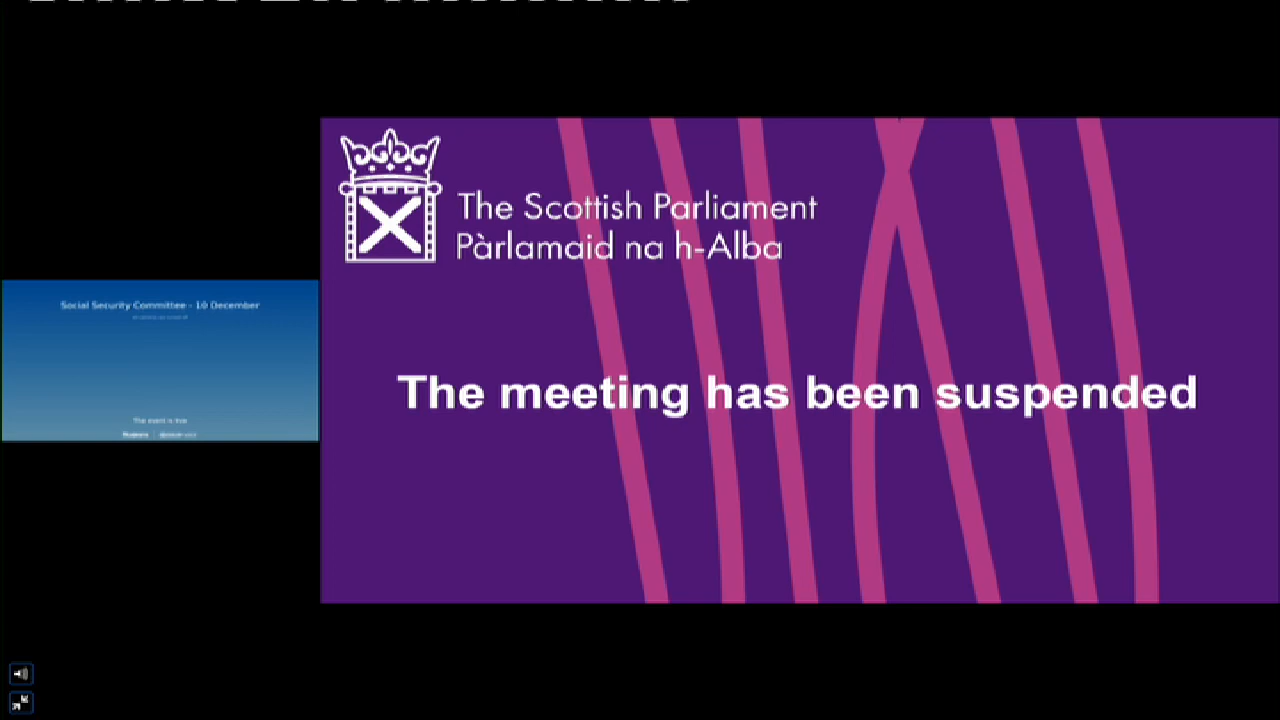 The Scottish Parliament
Pàrlamaid na h-Alba
The meeting has been suspended
Social Security Committee - 10 December
The event is live